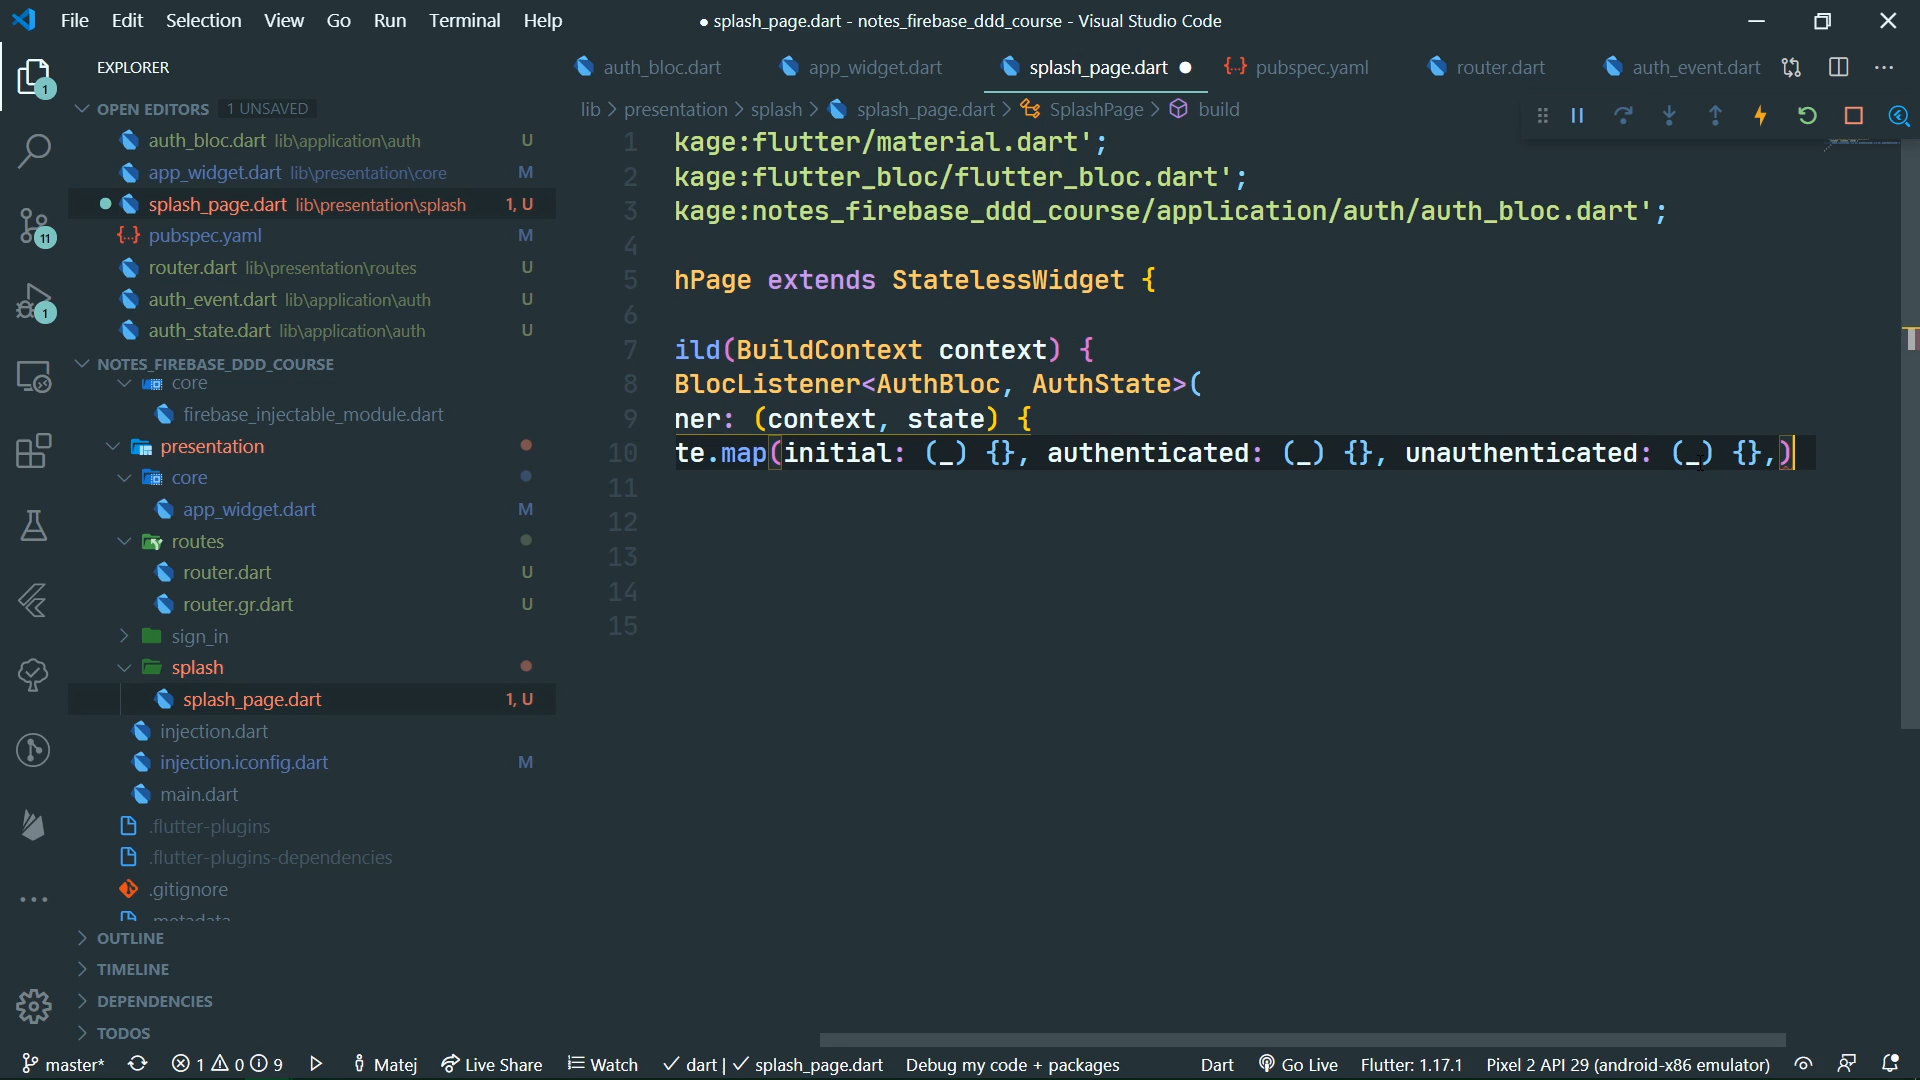 File Edit Selection View Go Run Terminal Help
● splash_page.dart - notes_firebase_ddd_course - Visual Studio Code
EXPLORER
OPEN EDITORS 1 UNSAVED
auth_bloc.dart lib\application\auth U
app_widget.dart lib\presentation\core M
splash_page.dart lib\presentation\splash 1, U
pubspec.yaml M
router.dart lib\presentation\routes U
auth_event.dart lib\application\auth U
auth_state.dart lib\application\auth U
NOTES_FIREBASE_DDD_COURSE
core
firebase_injectable_module.dart
presentation
core
app_widget.dart M
routes
router.dart U
router.gr.dart U
sign_in
splash
splash_page.dart 1, U
injection.dart
injection.iconfig.dart M
main.dart
.flutter-plugins
.flutter-plugins-dependencies
.gitignore
.metadata
OUTLINE
TIMELINE
DEPENDENCIES
TODOS
1
11
1
auth_bloc.dart app_widget.dart splash_page.dart ● pubspec.yaml router.dart auth_event.dart
lib > presentation > splash > splash_page.dart > SplashPage > build
1 kage:flutter/material.dart';
2 kage:flutter_bloc/flutter_bloc.dart';
3 kage:notes_firebase_ddd_course/application/auth/auth_bloc.dart';
4
5 hPage extends StatelessWidget {
6
7 ild(BuildContext context) {
8 BlocListener<AuthBloc, AuthState>(
9 ner: (context, state) {
10 te.map(initial: (_) {}, authenticated: (_) {}, unauthenticated: (_) {},)
11
12
13
14
15
master* 1 0 9 Matej Live Share Watch dart | splash_page.dart Debug my code + packages Dart Go Live Flutter: 1.17.1 Pixel 2 API 29 (android-x86 emulator)